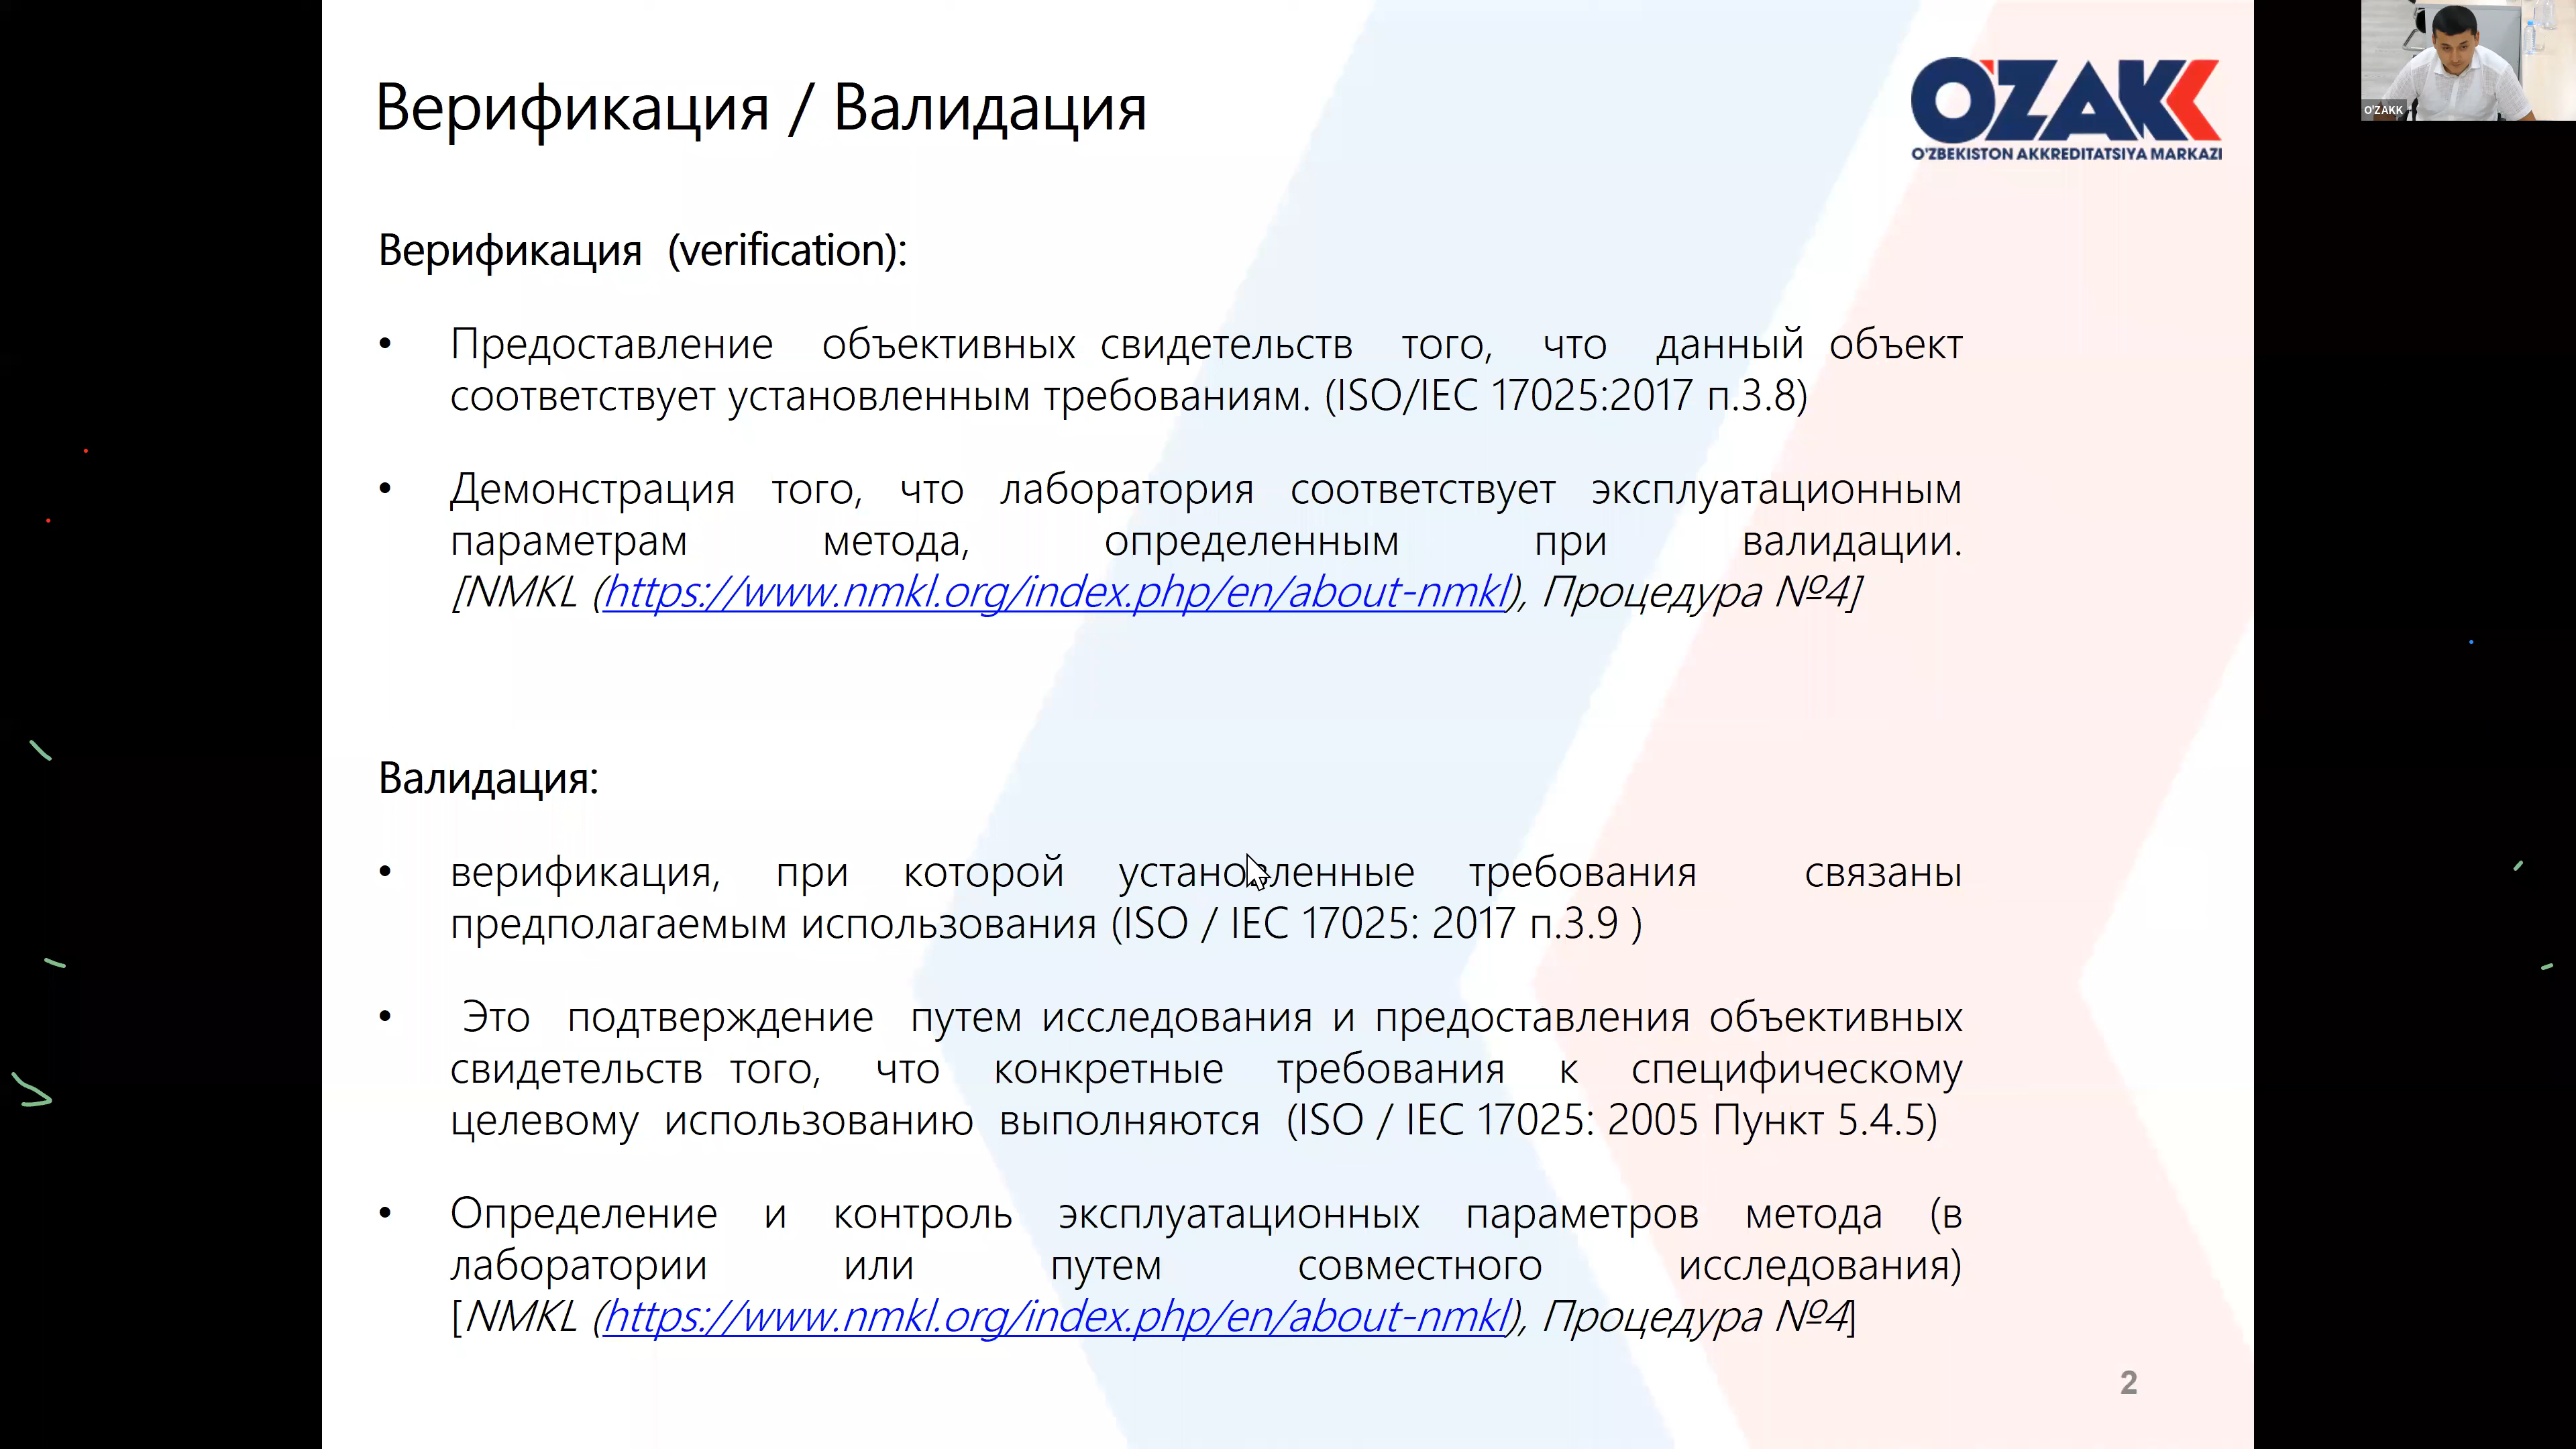 Верификация / Валидация
O'ZAKK
O'ZBEKISTON AKKREDITATSIYA MARKAZI
O'ZAKK
Верификация (verification):
• Предоставление объективных свидетельств того, что данный объект
соответствует установленным требованиям. (ISO/IEC 17025:2017 п.3.8)
• Демонстрация того, что лаборатория соответствует эксплуатационным
параметрам метода, определенным при валидации.
[NMKL (https://www.nmkl.org/index.php/en/about-nmkl), Процедура №4]
Валидация:
• верификация, при которой установленные требования связаны
предполагаемым использования (ISO / IEC 17025: 2017 п.3.9 )
• Это подтверждение путем исследования и предоставления объективных
свидетельств того, что конкретные требования к специфическому
целевому использованию выполняются (ISO / IEC 17025: 2005 Пункт 5.4.5)
• Определение и контроль эксплуатационных параметров метода (в
лаборатории или путем совместного исследования)
[NMKL (https://www.nmkl.org/index.php/en/about-nmkl), Процедура №4]
2